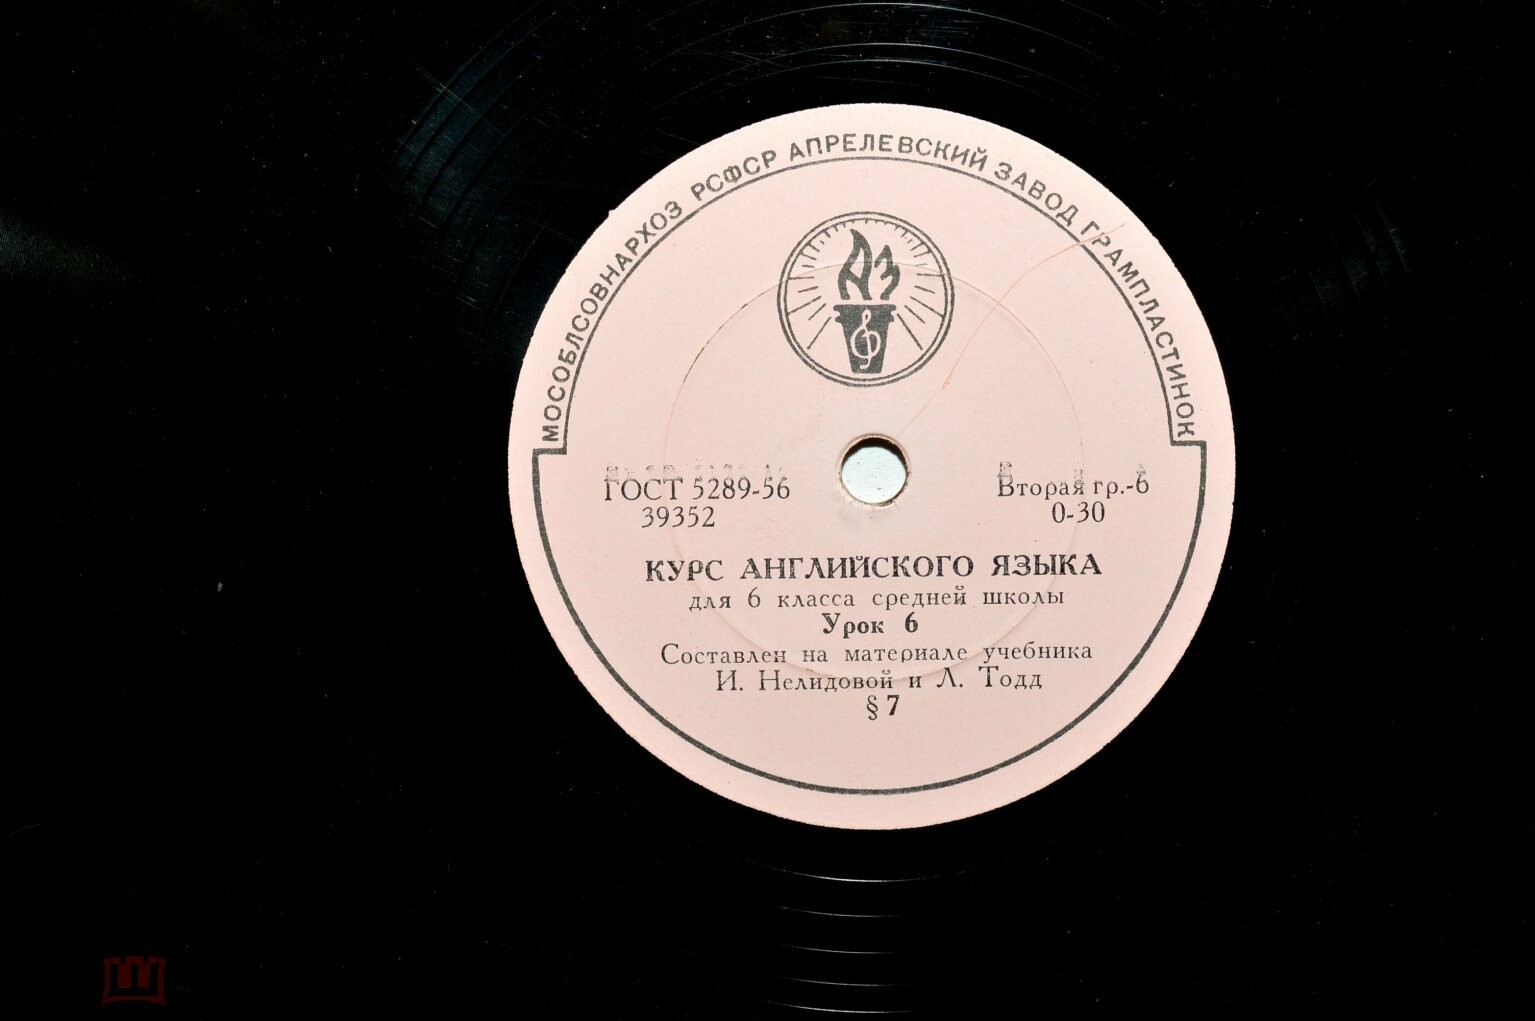 МОСОБЛСОВНАРХОЗ РСФСР АПРЕЛЕВСКИЙ ЗАВОД ГРАМПЛАСТИНОК
АЗ
ГОСТ 5289-56
39352
Вторая гр.-6
0-30
КУРС АНГЛИЙСКОГО ЯЗЫКА
для 6 класса средней школы
Урок 6
Составлен на материале учебника
И. Нелидовой и Л. Тодд
§ 7